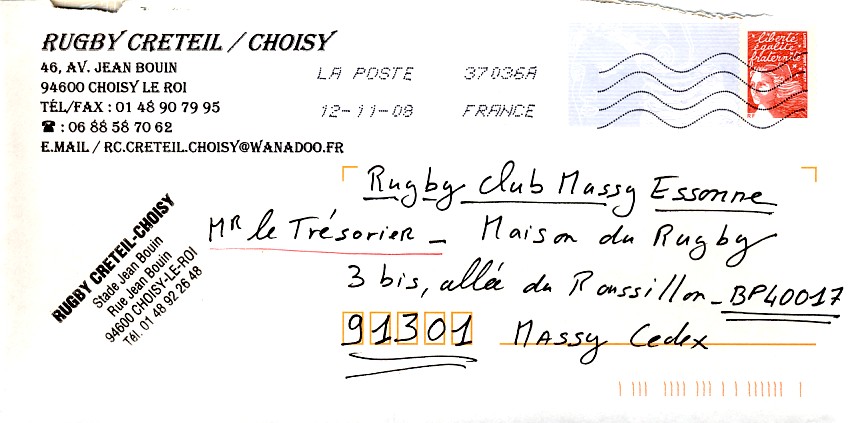 RUGBY CRETEIL / CHOISY
46, AV. JEAN BOUIN
94600 CHOISY LE ROI
TÉL/FAX : 01 48 90 79 95
☎ : 06 88 58 70 62
E.MAIL / RC.CRETEIL.CHOISY@WANADOO.FR
LA POSTE 37036A
12-11-08 FRANCE
liberté
égalité
fraternité
RUGBY CRETEIL-CHOISY
Stade Jean Bouin
Rue Jean Bouin
94600 CHOISY-LE-ROI
Tél. 01 48 92 26 48
Rugby Club Massy Essonne
Mr le Trésorier - Maison du Rugby
3 bis, allée du Roussillon - BP40017
91301 Massy Cedex